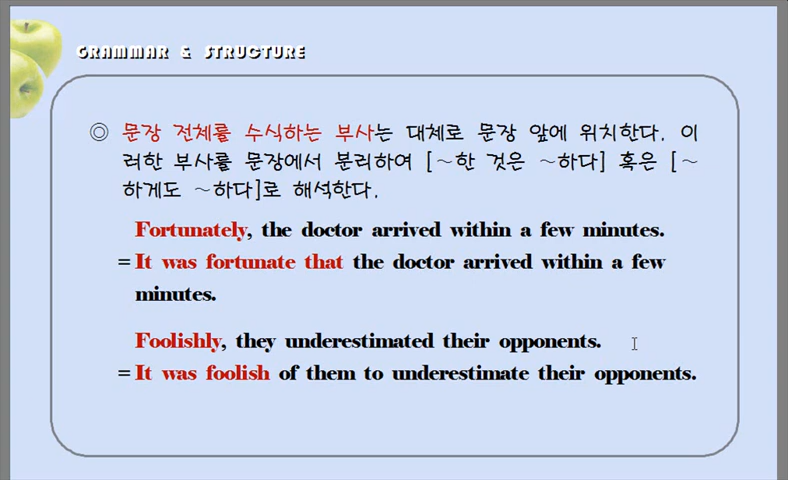 GRAMMAR & STRUCTURE
◎ 문장 전체를 수식하는 부사는 대체로 문장 앞에 위치한다. 이
러한 부사를 문장에서 분리하여 [~한 것은 ~하다] 혹은 [~
하게도 ~하다]로 해석한다.
Fortunately, the doctor arrived within a few minutes.
= It was fortunate that the doctor arrived within a few
minutes.
Foolishly, they underestimated their opponents.
= It was foolish of them to underestimate their opponents.